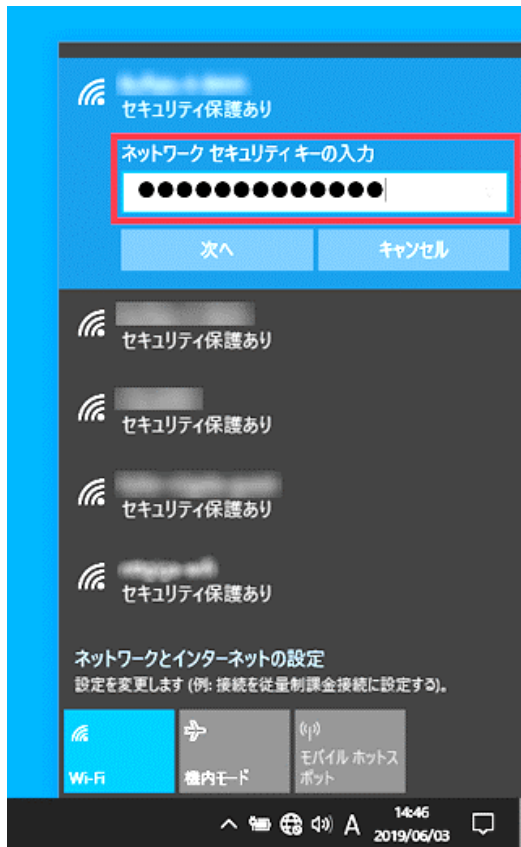 セキュリティ保護あり
ネットワーク セキュリティ キーの入力
●●●●●●●●●●●●●
次へ
キャンセル
セキュリティ保護あり
セキュリティ保護あり
セキュリティ保護あり
セキュリティ保護あり
ネットワークとインターネットの設定
設定を変更します (例: 接続を従量制課金接続に設定する)。
Wi-Fi
機内モード
モバイル ホットス
ポット
A
14:46
2019/06/03